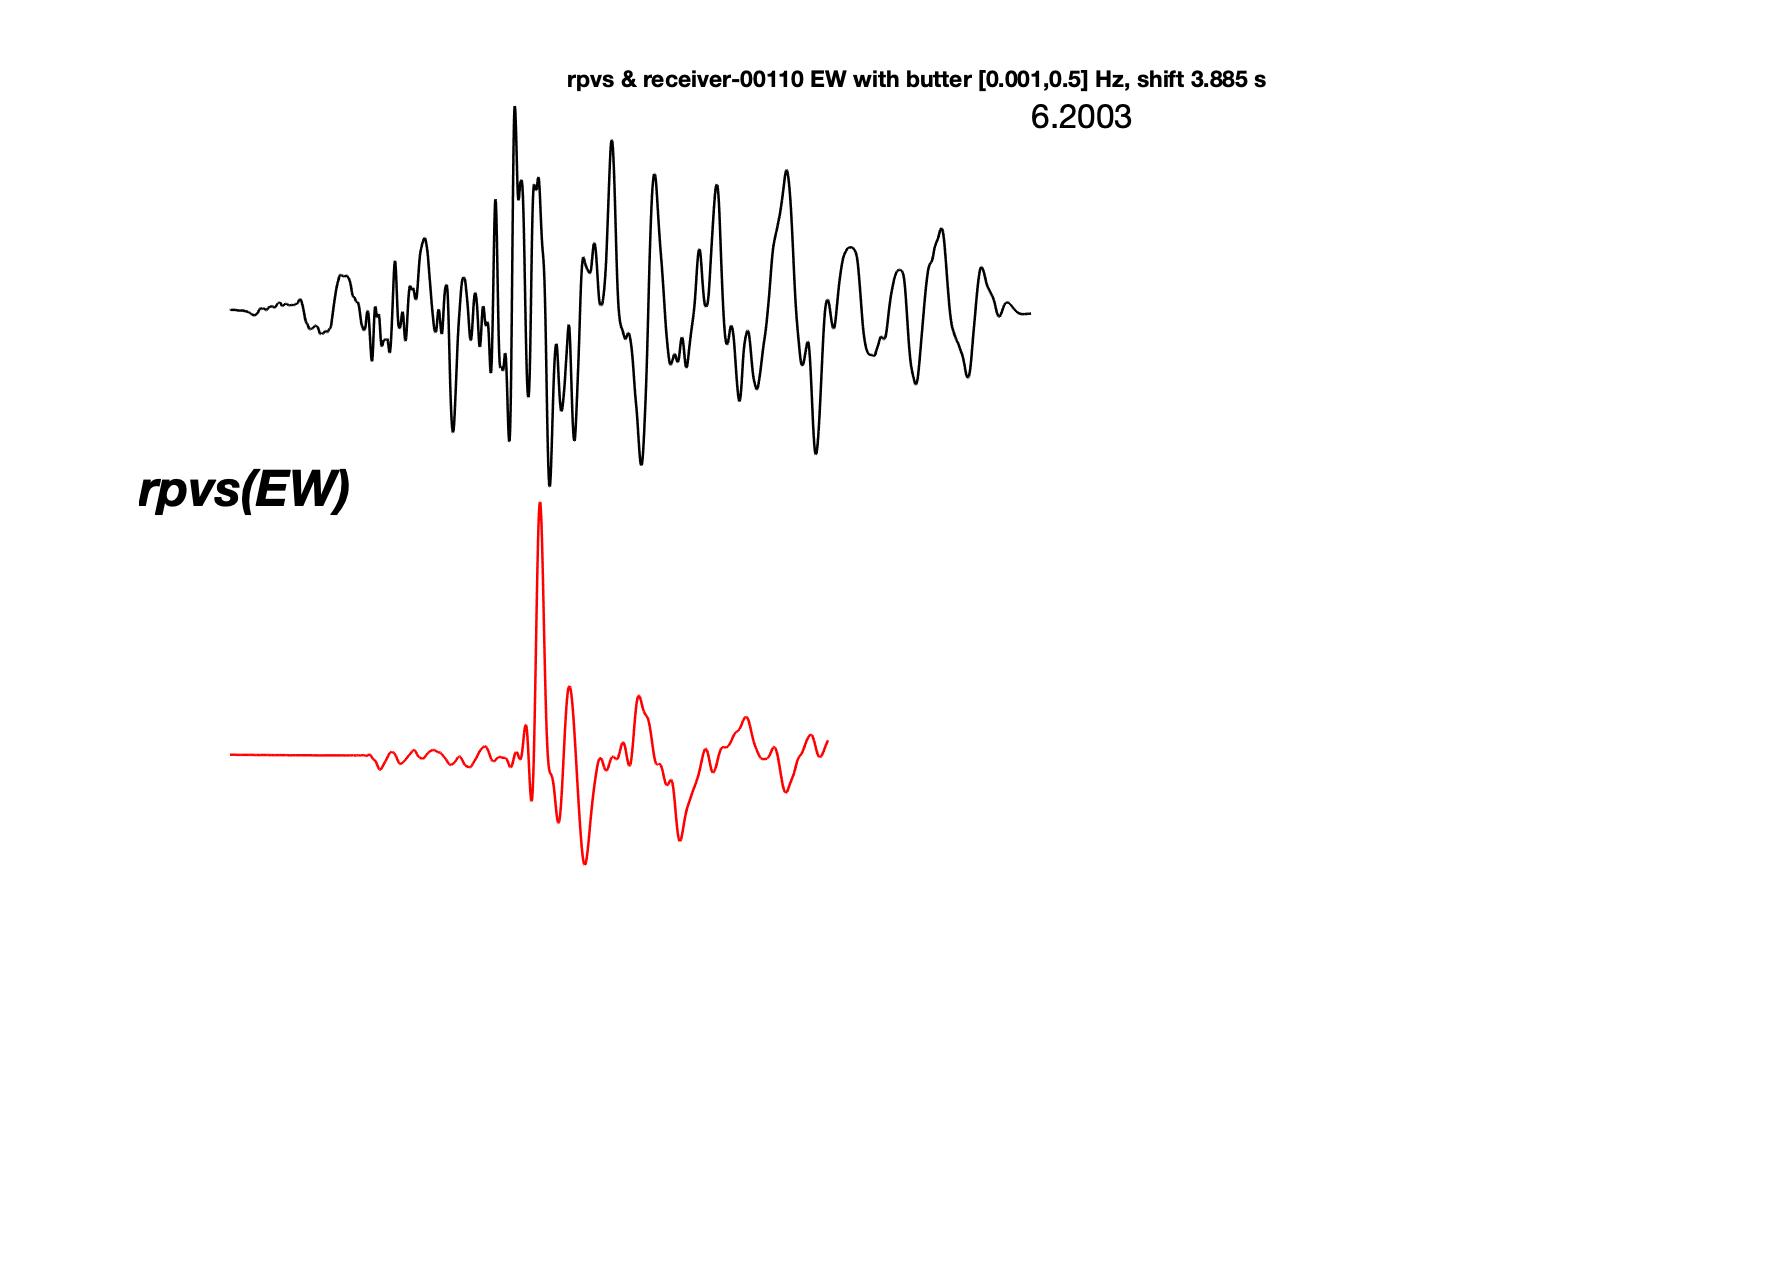 rpvs & receiver-00110 EW with butter [0.001,0.5] Hz, shift 3.885 s
6.2003
rpvs(EW)